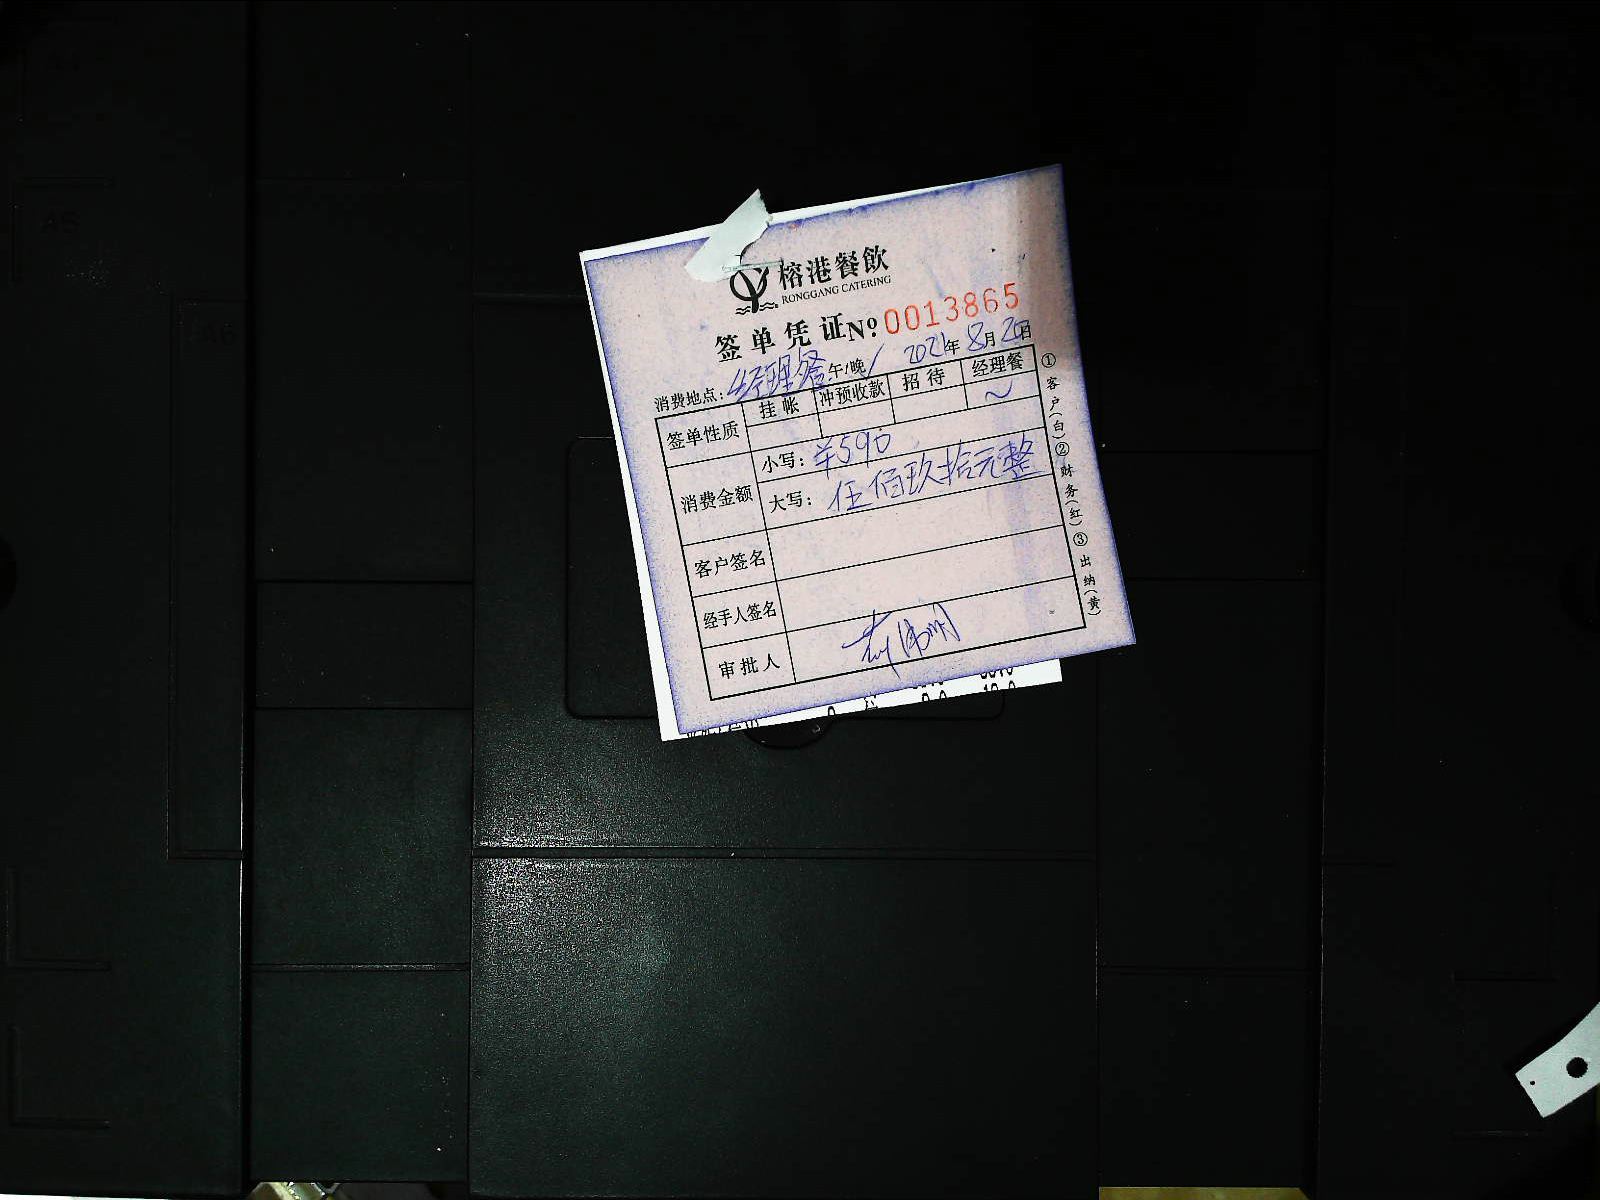 榕港餐飲
RONGGANG CATERING
签单凭证 Nº 0013865
消费地点：经理餐 午/晚 2021年8月20日
签单性质 挂帐 冲预收款 招待 经理餐
消费金额 小写：¥590
大写：伍佰玖拾元整
客户签名
经手人签名
审批人
①客户(白)②财务(红)③出纳(黄)
A5
A6